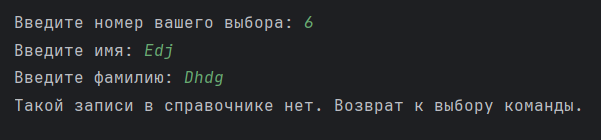 Введите номер вашего выбора: 6
Введите имя: Edj
Введите фамилию: Dhdg
Такой записи в справочнике нет. Возврат к выбору команды.